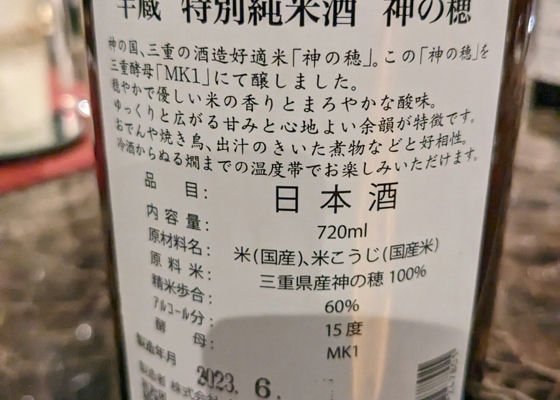 半蔵 特別純米酒 神の穂
神の国、三重の酒造好適米「神の穂」。この「神の穂」を
三重酵母「MK1」にて醸しました。
穏やかで優しい米の香りとまろやかな酸味。
ゆっくりと広がる甘みと心地よい余韻が特徴です。
おでんや焼き鳥、出汁のきいた煮物などと好相性。
冷酒からぬる燗までの温度帯でお楽しみいただけます。
品目: 日本酒
内容量: 720ml
原材料名: 米(国産)、米こうじ(国産米)
原料米: 三重県産神の穂 100%
精米歩合: 60%
アルコール分: 15度
酵母: MK1
製造年月 2023. 6.
製造者 株式会社